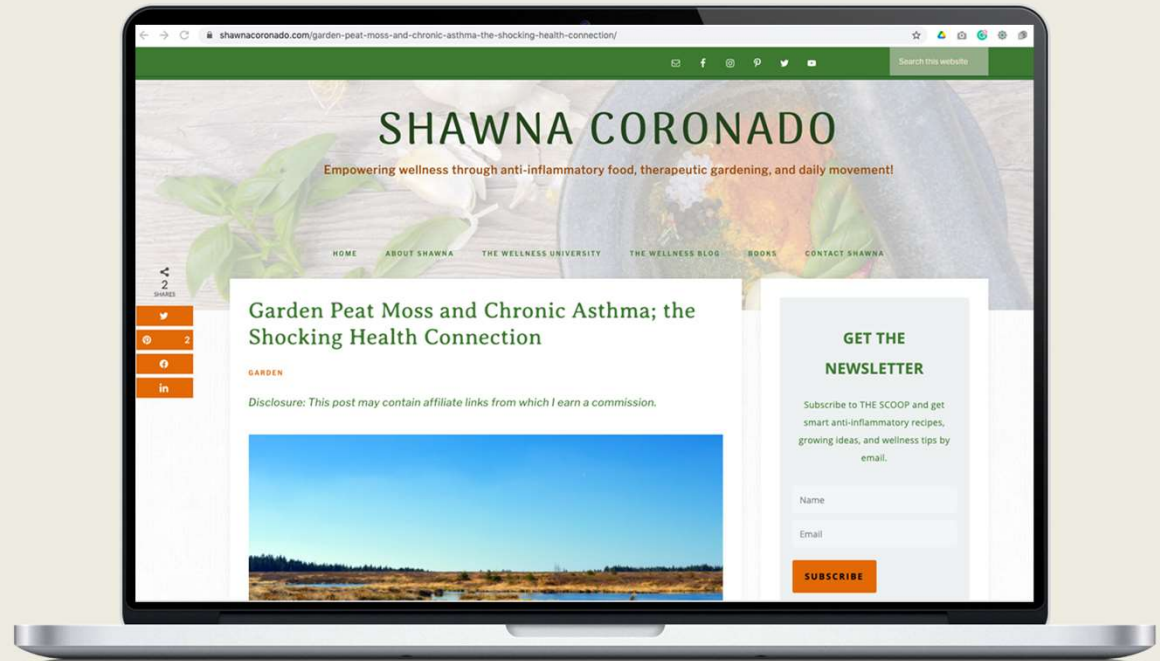 shawnacoronado.com/garden-peat-moss-and-chronic-asthma-the-shocking-health-connection/
Search this website
SHAWNA CORONADO
Empowering wellness through anti-inflammatory food, therapeutic gardening, and daily movement!
HOME ABOUT SHAWNA THE WELLNESS UNIVERSITY THE WELLNESS BLOG BOOKS CONTACT SHAWNA
2
SHARES
2
in
Garden Peat Moss and Chronic Asthma; the
Shocking Health Connection
GARDEN
Disclosure: This post may contain affiliate links from which I earn a commission.
GET THE
NEWSLETTER
Subscribe to THE SCOOP and get
smart anti-inflammatory recipes,
growing ideas, and wellness tips by
email.
Name
Email
SUBSCRIBE